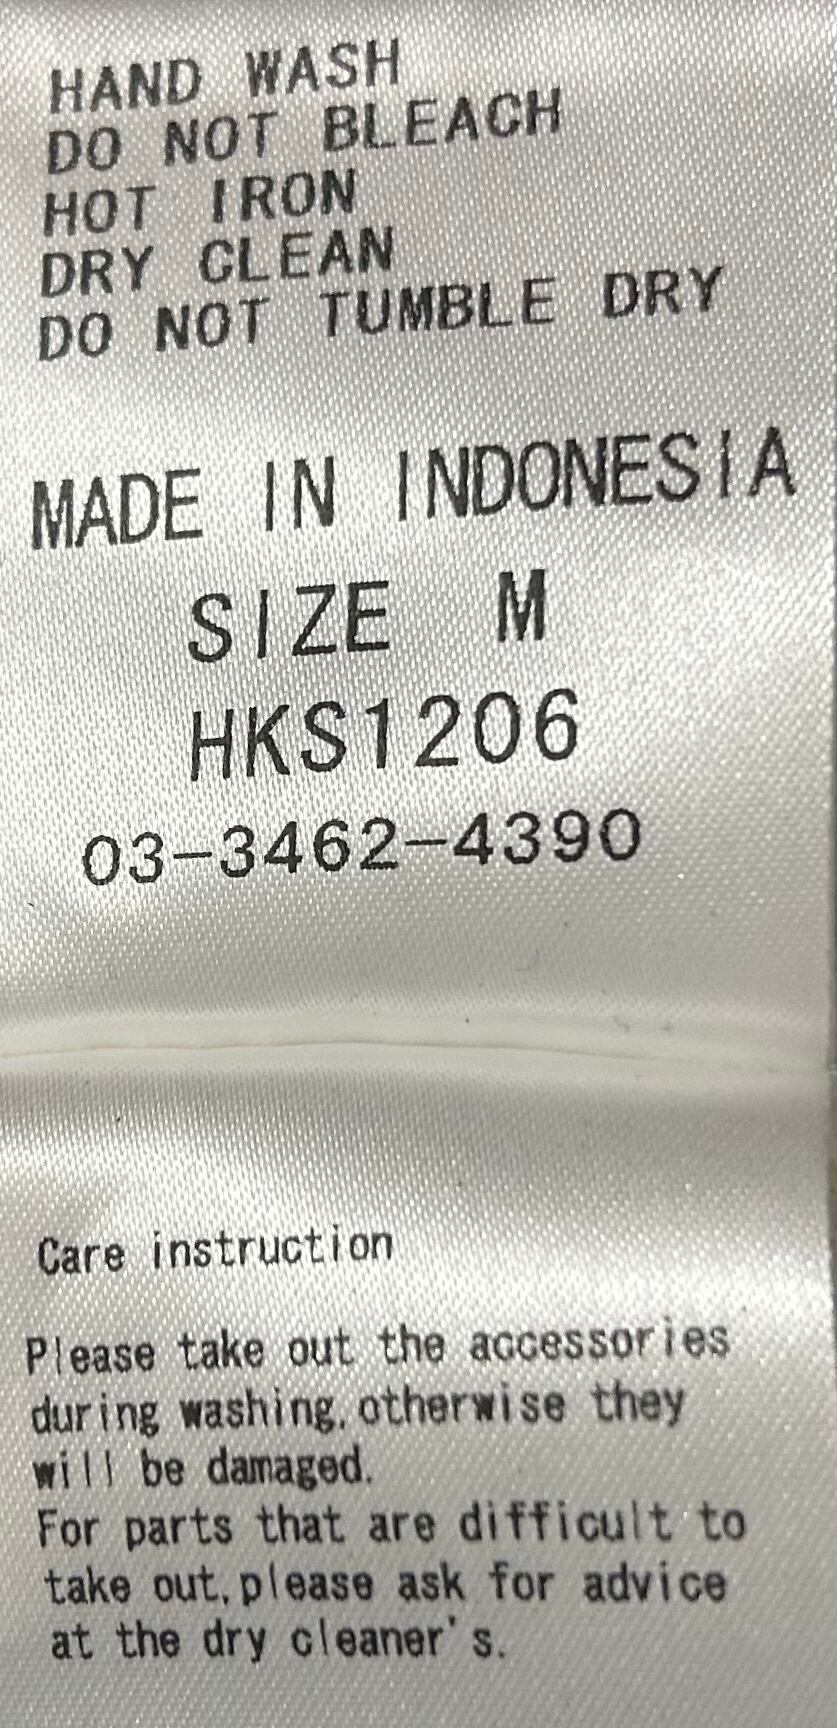 HAND WASH
DO NOT BLEACH
HOT IRON
DRY CLEAN
DO NOT TUMBLE DRY
MADE IN INDONESIA
SIZE M
HKS1206
03-3462-4390
Care instruction
Please take out the accessories
during washing,otherwise they
will be damaged.
For parts that are difficult to
take out,please ask for advice
at the dry cleaner's.